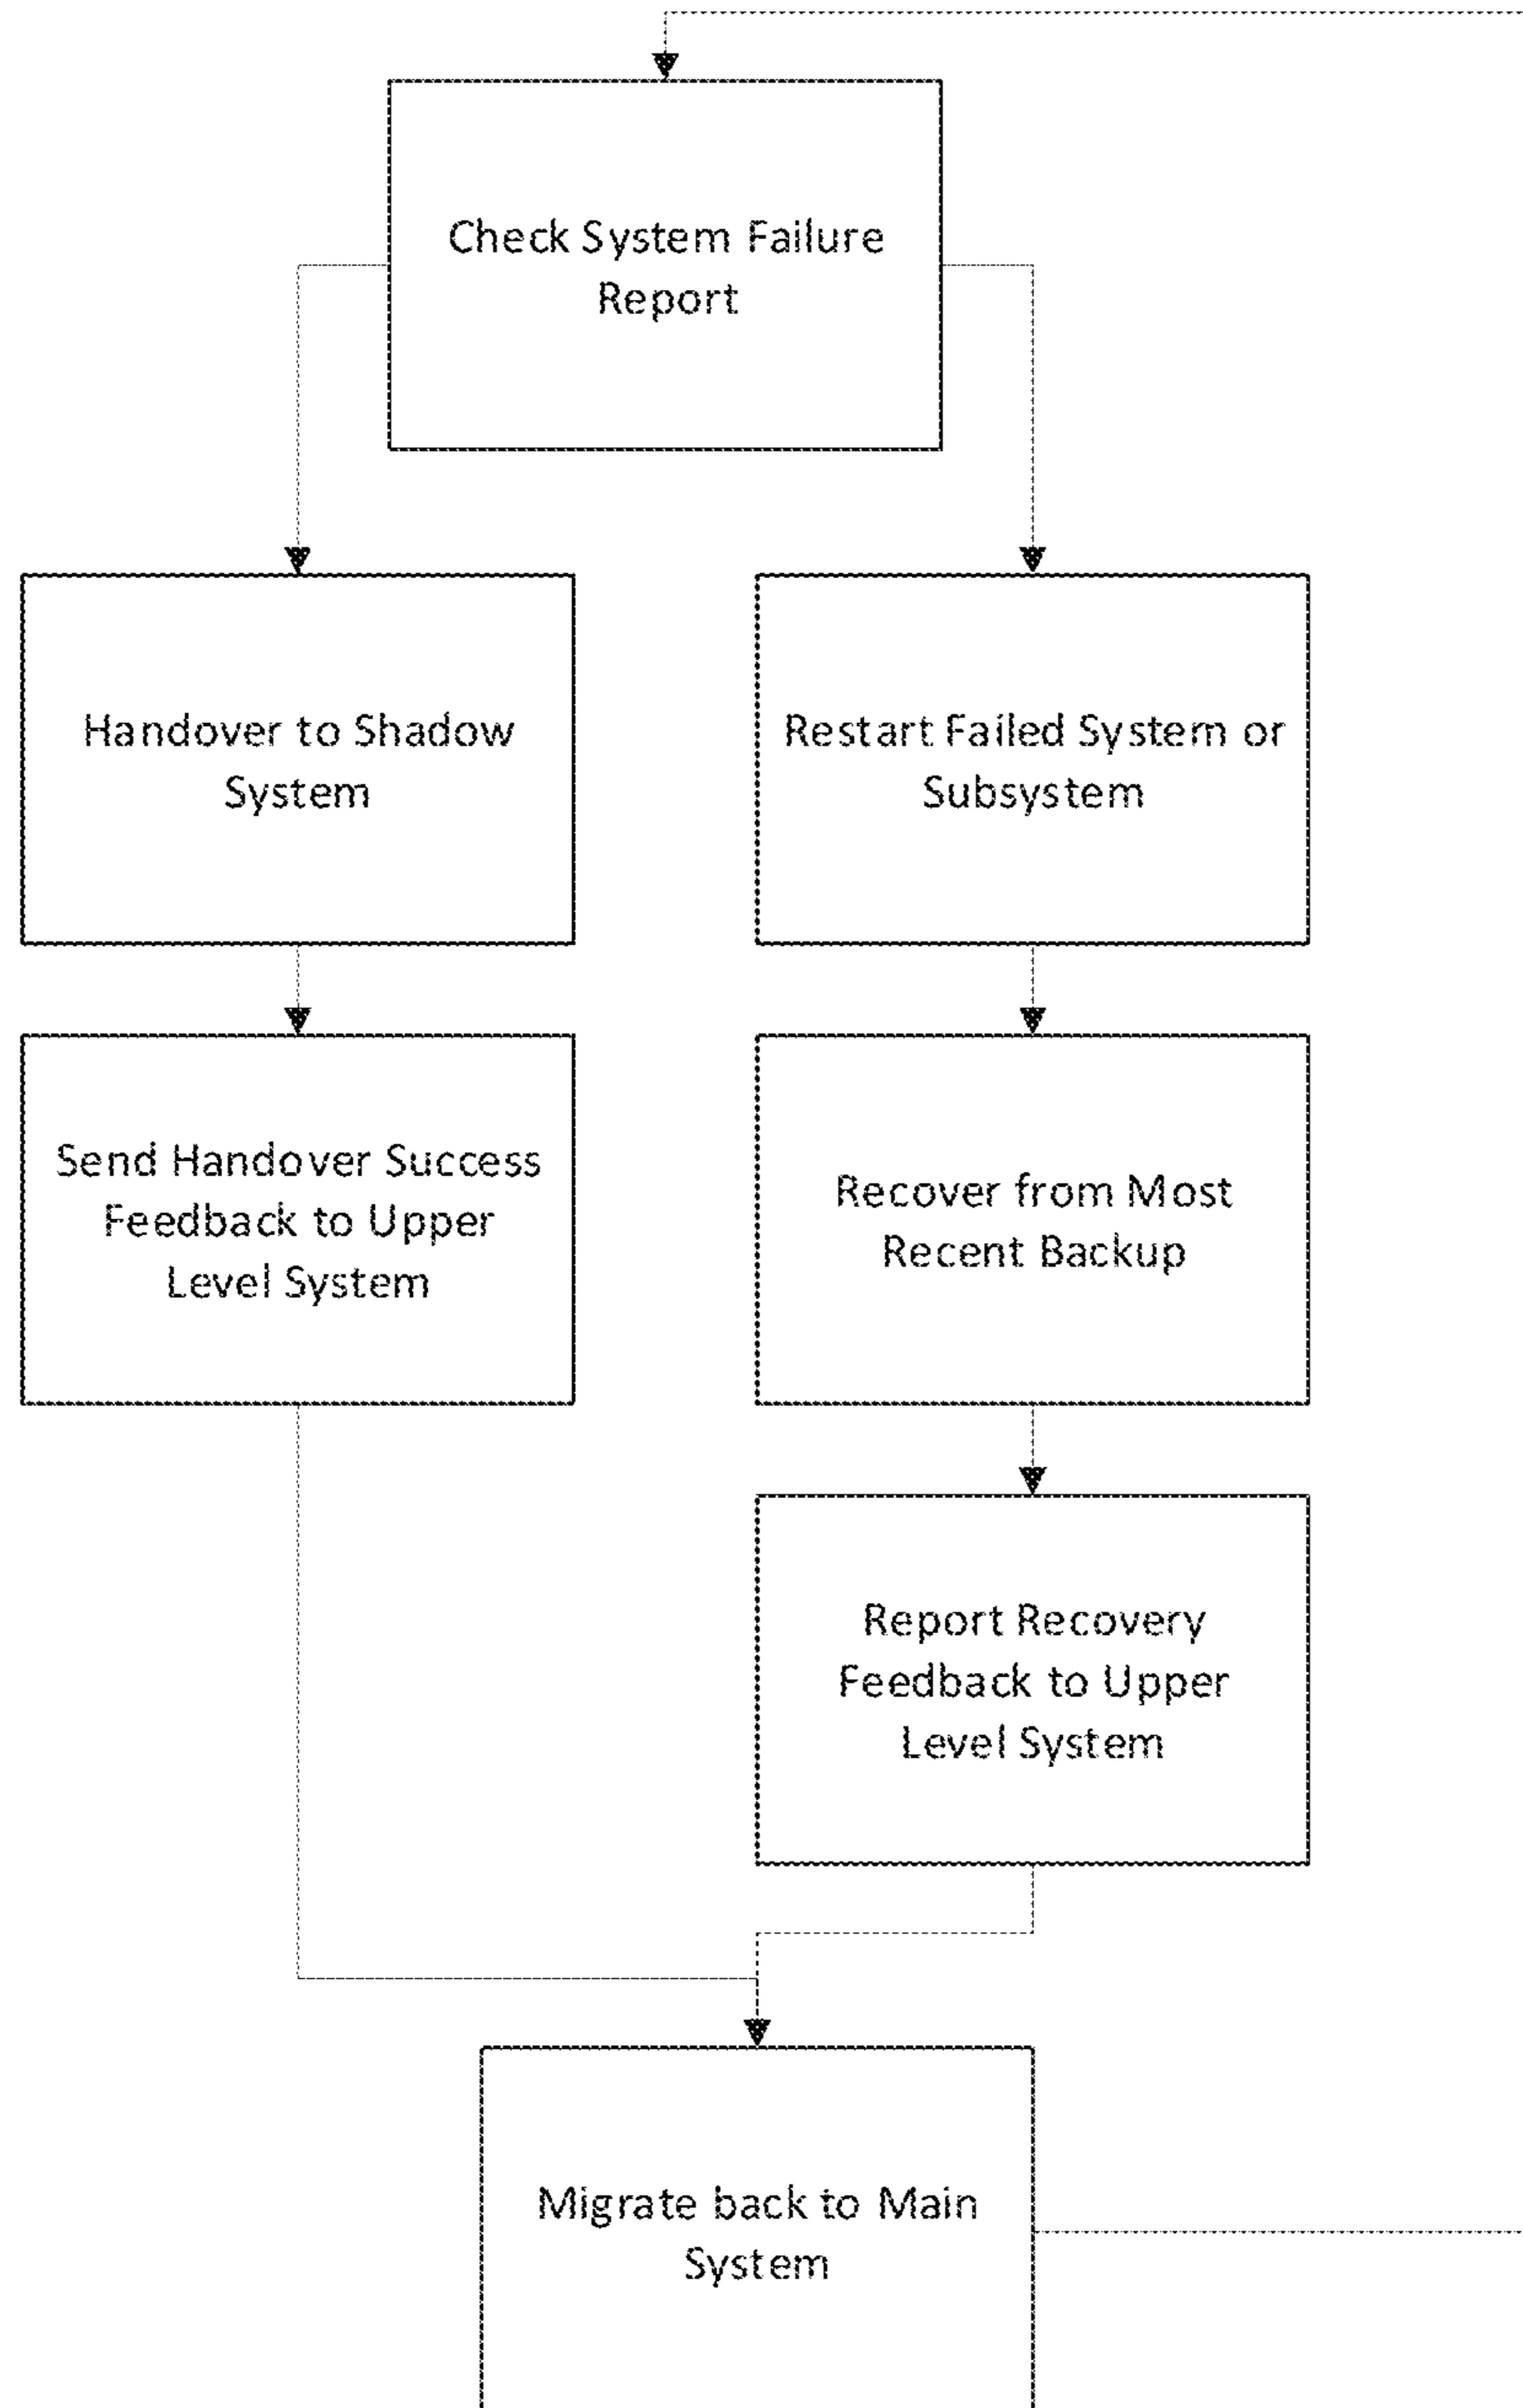 Check System Failure
Report
Handover to Shadow
System
Restart Failed System or
Subsystem
Send Handover Success
Feedback to Upper
Level System
Recover from Most
Recent Backup
Report Recovery
Feedback to Upper
Level System
Migrate back to Main
System